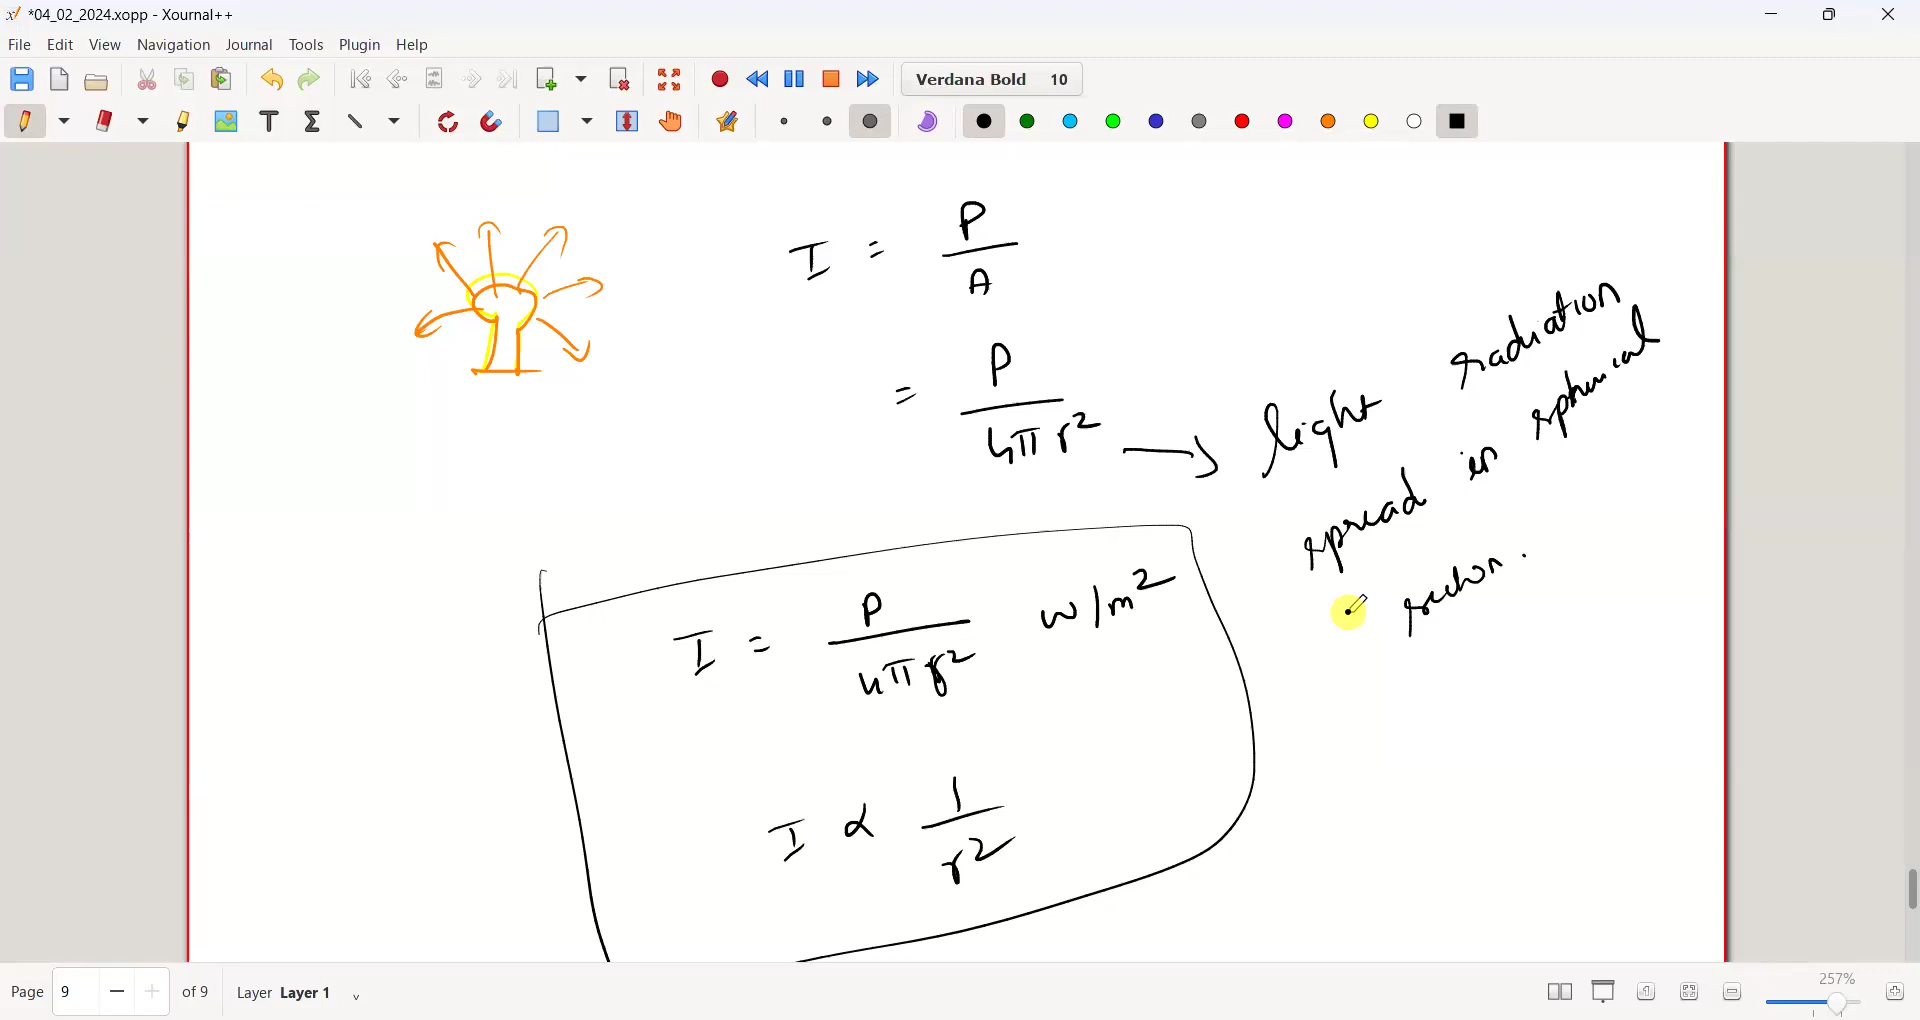 *04_02_2024.xopp - Xournal++
File Edit View Navigation Journal Tools Plugin Help
Verdana Bold 10
I = P / A
= P / 4πr² → light radiation
spread in spherical
section.
I = P / 4πr² W/m²
I ∝ 1 / r²
Page 9 of 9 Layer Layer 1
257%